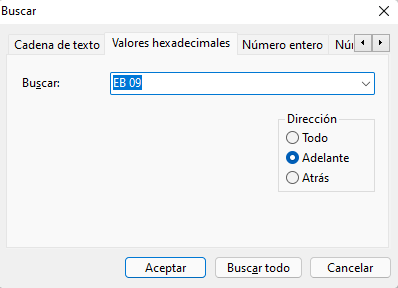 Buscar
Cadena de texto Valores hexadecimales Número entero Nún
Buscar: EB 09
Dirección
Todo
Adelante
Atrás
Aceptar Buscar todo Cancelar